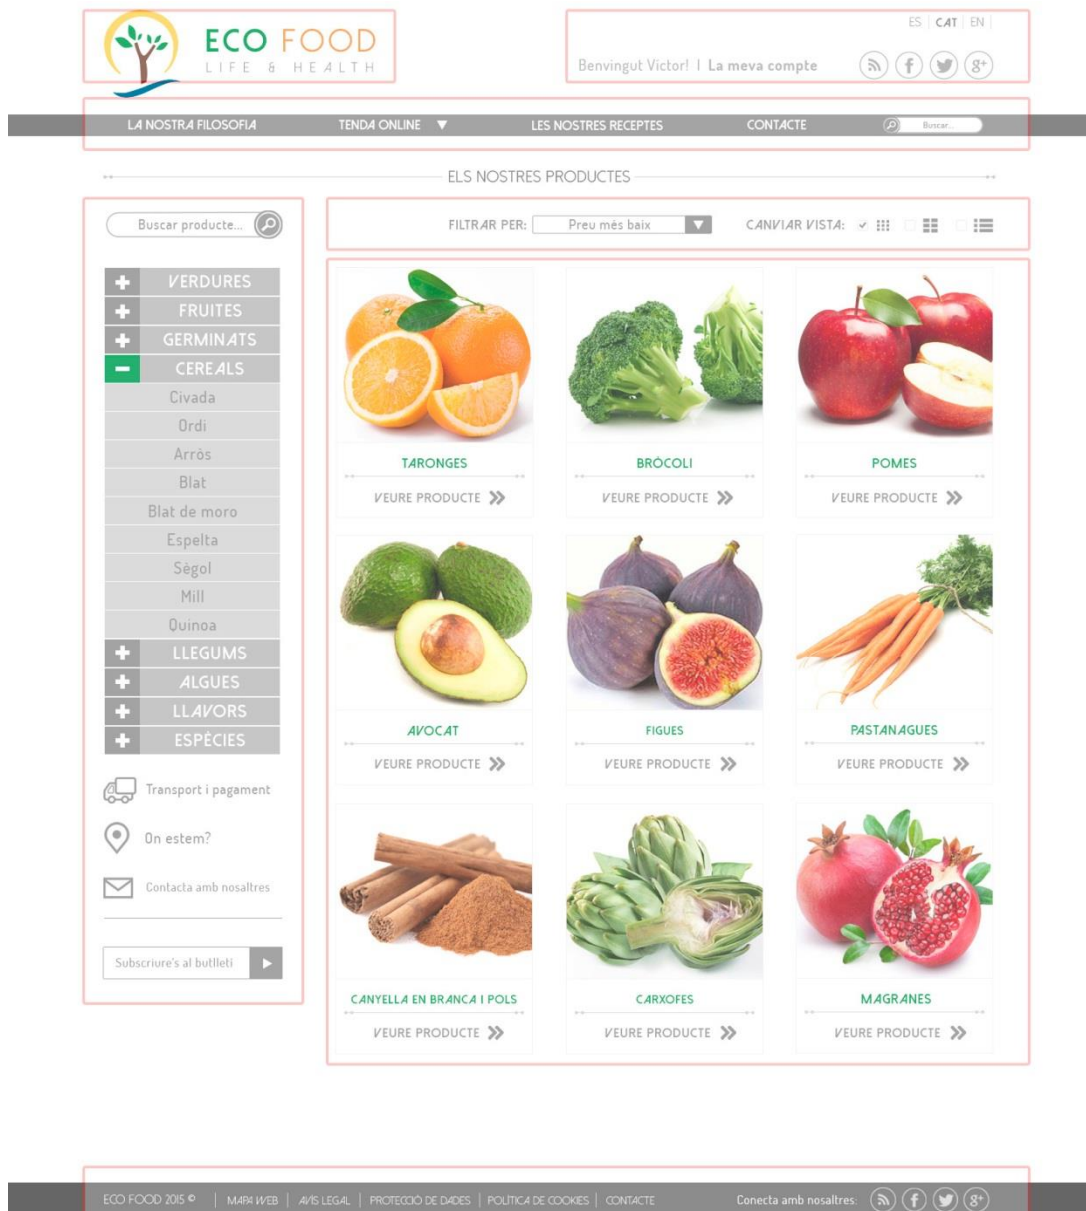 ECO FOOD
LIFE & HEALTH
ES | CAT | EN |
Benvingut Victor! | La meva compte
LA NOSTRA FILOSOFIA
TENDA ONLINE
LES NOSTRES RECEPTES
CONTACTE
Buscar...
ELS NOSTRES PRODUCTES
Buscar producte...
FILTRAR PER: Preu més baix
CANVIAR VISTA:
VERDURES
FRUITES
GERMINATS
CEREALS
Civada
Ordi
Arròs
Blat
Blat de moro
Espelta
Sègol
Mill
Quinoa
LLEGUMS
ALGUES
LLAVORS
ESPÈCIES
Transport i pagament
On estem?
Contacta amb nosaltres
Subscriure's al butlletí
TARONGES
VEURE PRODUCTE
BRÒCOLI
VEURE PRODUCTE
POMES
VEURE PRODUCTE
AVOCAT
VEURE PRODUCTE
FIGUES
VEURE PRODUCTE
PASTANAGUES
VEURE PRODUCTE
CANYELLA EN BRANCA I POLS
VEURE PRODUCTE
CARXOFES
VEURE PRODUCTE
MAGRANES
VEURE PRODUCTE
ECO FOOD 2015 © | MAPA WEB | AVÍS LEGAL | PROTECCIÓ DE DADES | POLÍTICA DE COOKIES | CONTACTE
Conecta amb nosaltres: